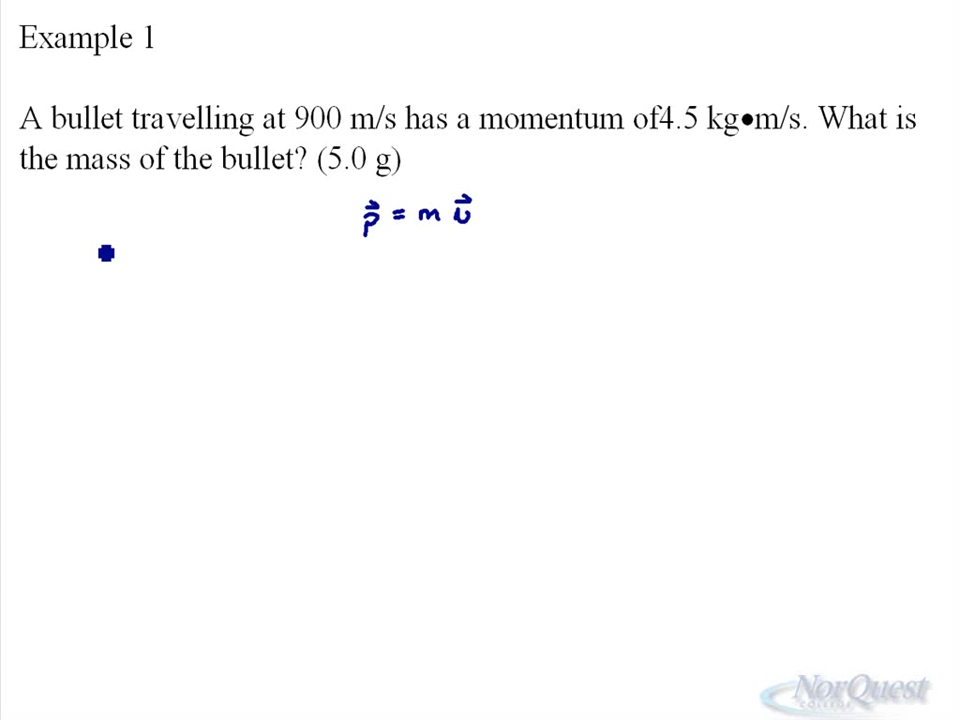 Example 1
A bullet travelling at 900 m/s has a momentum of4.5 kg•m/s. What is
the mass of the bullet? (5.0 g)
p⃗ = m v⃗
NorQuest
COLLEGE